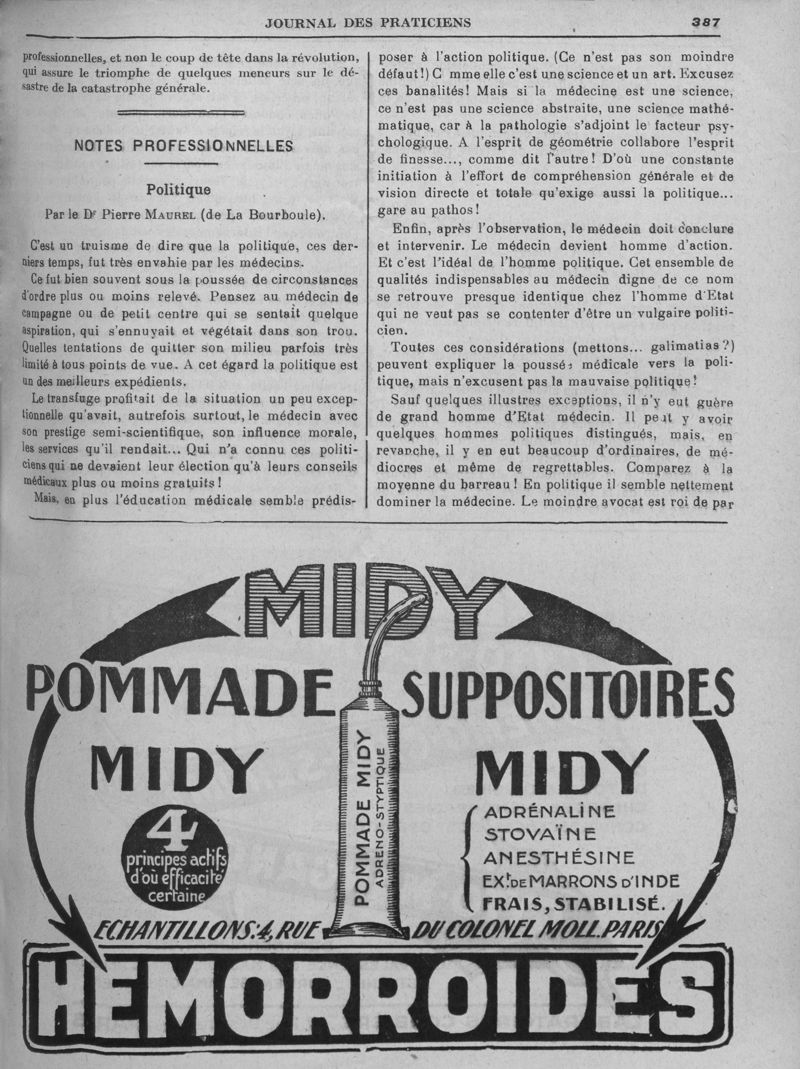 JOURNAL DES PRATICIENS 387
professionnelles, et non le coup de tête dans la révolution,
qui assure le triomphe de quelques meneurs sur le dé-
sastre de la catastrophe générale.
NOTES PROFESSIONNELLES
Politique
Par le Dr Pierre MAUREL (de La Bourboule).
C'est un truisme de dire que la politique, ces der-
niers temps, fut très envahie par les médecins.
Ce fut bien souvent sous la poussée de circonstances
d'ordre plus ou moins relevé. Pensez au médecin de
campagne ou de petit centre qui se sentait quelque
aspiration, qui s'ennuyait et végétait dans son trou.
Quelles tentations de quitter son milieu parfois très
limité à tous points de vue. A cet égard la politique est
un des meilleurs expédients.
Le transfuge profitait de la situation un peu excep-
tionnelle qu'avait, autrefois surtout, le médecin avec
son prestige semi-scientifique, son influence morale,
les services qu'il rendait... Qui n'a connu ces politi-
ciens qui ne devaient leur élection qu'à leurs conseils
médicaux plus ou moins gratuits !
Mais, en plus l'éducation médicale semble prédis-
poser à l'action politique. (Ce n'est pas son moindre
défaut !) C mme elle c'est une science et un art. Excusez
ces banalités! Mais si la médecine est une science,
ce n'est pas une science abstraite, une science mathé-
matique, car à la pathologie s'adjoint le facteur psy-
chologique. A l'esprit de géométrie collabore l'esprit
de finesse..., comme dit l'autre ! D'où une constante
initiation à l'effort de compréhension générale et de
vision directe et totale qu'exige aussi la politique...
gare au pathos !
Enfin, après l'observation, le médecin doit conclure
et intervenir. Le médecin devient homme d'action.
Et c'est l'idéal de l'homme politique. Cet ensemble de
qualités indispensables au médecin digne de ce nom
se retrouve presque identique chez l'homme d'Etat
qui ne veut pas se contenter d'être un vulgaire politi-
cien.
Toutes ces considérations (mettons... galimatias ?)
peuvent expliquer la poussé: médicale vers la poli-
tique, mais n'excusent pas la mauvaise politique !
Sauf quelques illustres exceptions, il n'y eut guère
de grand homme d'Etat médecin. Il peut y avoir
quelques hommes politiques distingués, mais, en
revanche, il y en eut beaucoup d'ordinaires, de mé-
diocres et même de regrettables. Comparez à la
moyenne du barreau ! En politique il semble nettement
dominer la médecine. Le moindre avocat est roi de par
MIDY
POMMADE SUPPOSITOIRES
MIDY MIDY
POMMADE MIDY
ADRENO-STYPTIQUE
4
principes actifs
d'où efficacité
certaine
ADRÉNALINE
STOVAÏNE
ANESTHÉSINE
EXt. DE MARRONS D'INDE
FRAIS, STABILISÉ.
ECHANTILLONS: 4, RUE DU COLONEL MOLL. PARIS
HEMORROIDES